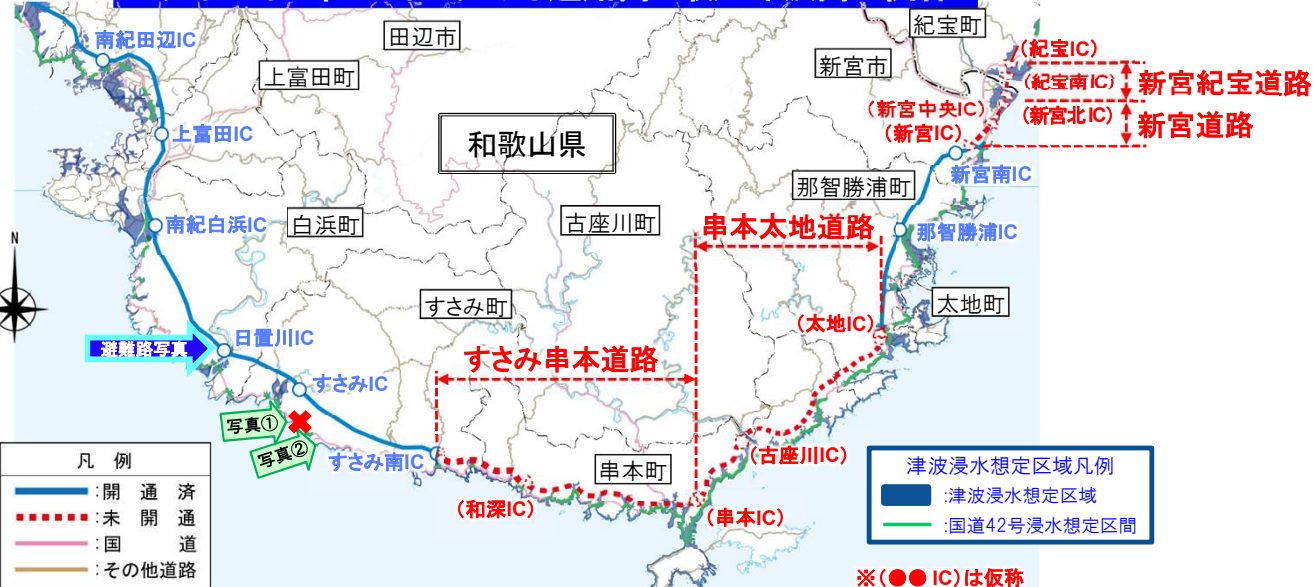 南紀田辺IC
田辺市
紀宝町
(紀宝IC)
上富田町
新宮市
(紀宝南IC)
新宮紀宝道路
(新宮中央IC)
(新宮北IC)
新宮道路
上富田IC
和歌山県
(新宮IC)
新宮南IC
那智勝浦町
南紀白浜IC
白浜町
古座川町
串本太地道路
那智勝浦IC
N
すさみ町
太地町
(太地IC)
避難路写真
日置川IC
すさみ串本道路
すさみIC
写真①
写真②
すさみ南IC
串本町
(古座川IC)
(和深IC)
(串本IC)
凡 例
:開 通 済
:未 開 通
:国 道
:その他道路
津波浸水想定区域凡例
:津波浸水想定区域
:国道42号浸水想定区間
※(●● IC)は仮称